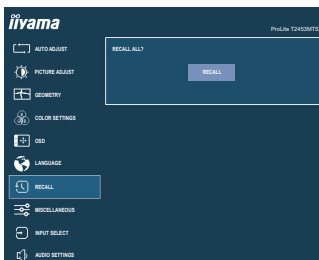 iiyama
ProLite T2453MTS
AUTO ADJUST
RECALL ALL?
PICTURE ADJUST
RECALL
GEOMETRY
COLOR SETTINGS
OSD
LANGUAGE
RECALL
MISCELLANEOUS
INPUT SELECT
AUDIO SETTINGS